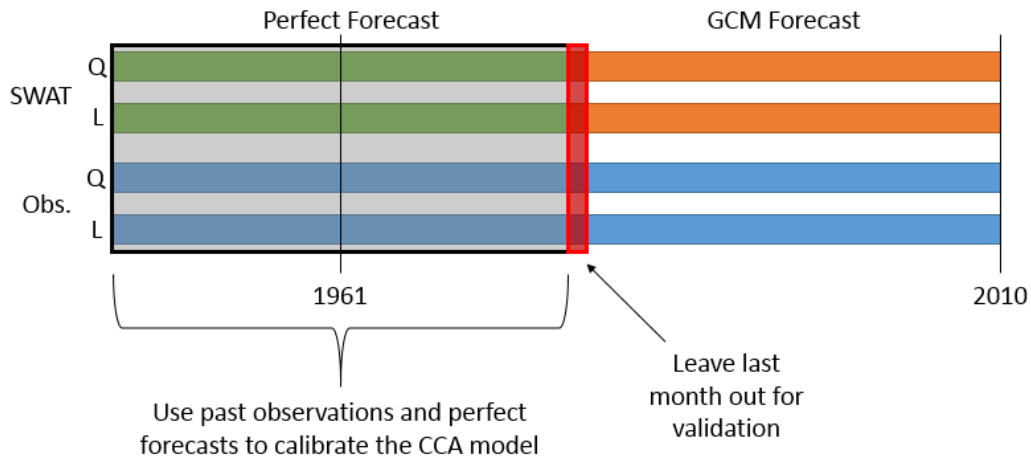 Perfect Forecast
GCM Forecast
Q
SWAT
L
Q
Obs.
L
1961
2010
Use past observations and perfect
forecasts to calibrate the CCA model
Leave last
month out for
validation